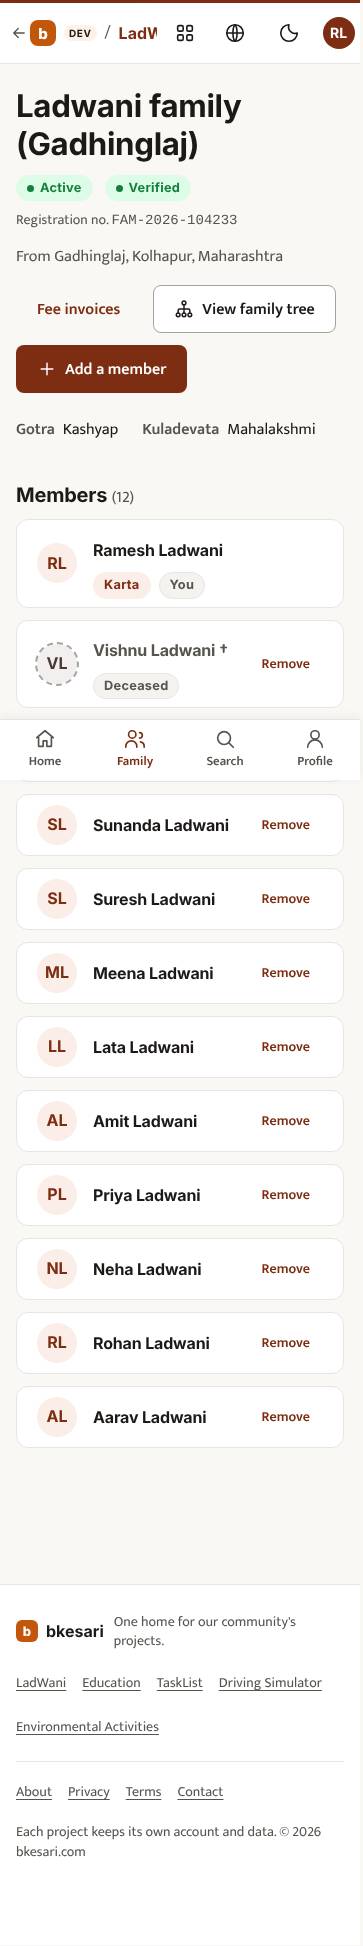 b DEV / LadW RL
Ladwani family
(Gadhinglaj)
Active Verified
Registration no. FAM-2026-104233
From Gadhinglaj, Kolhapur, Maharashtra
Fee invoices View family tree
Add a member
Gotra Kashyap Kuladevata Mahalakshmi
Members (12)
RL Ramesh Ladwani
Karta You
VL Vishnu Ladwani † Remove
Deceased
Home Family Search Profile
SL Sunanda Ladwani Remove
SL Suresh Ladwani Remove
ML Meena Ladwani Remove
LL Lata Ladwani Remove
AL Amit Ladwani Remove
PL Priya Ladwani Remove
NL Neha Ladwani Remove
RL Rohan Ladwani Remove
AL Aarav Ladwani Remove
b bkesari One home for our community's
projects.
LadWani Education TaskList Driving Simulator
Environmental Activities
About Privacy Terms Contact
Each project keeps its own account and data. © 2026
bkesari.com